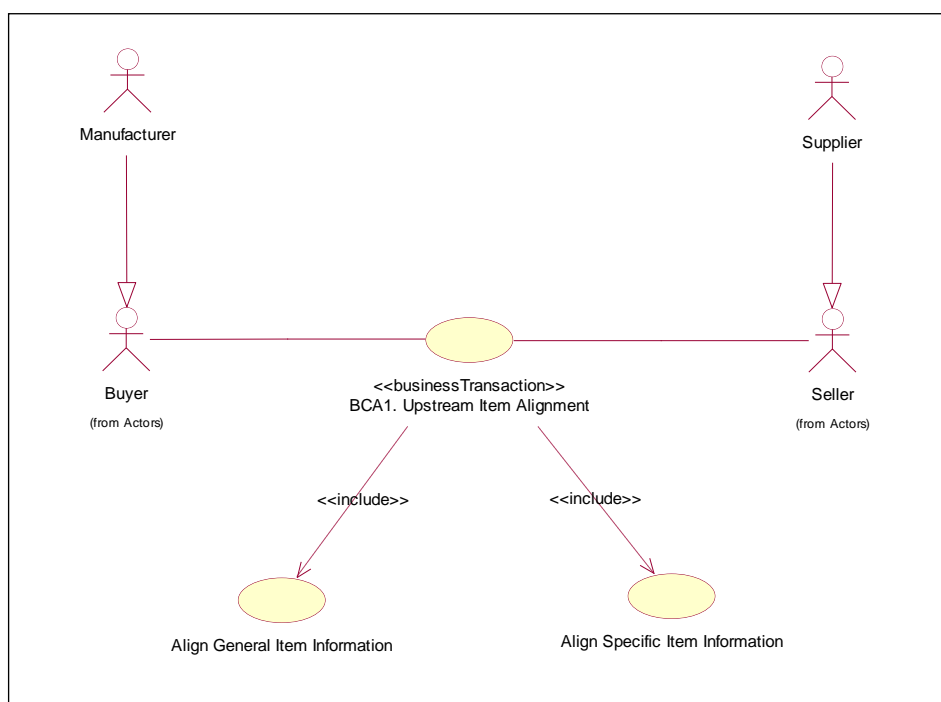 Manufacturer
Supplier
Buyer
(from Actors)
<<businessTransaction>>
BCA1. Upstream Item Alignment
Seller
(from Actors)
<<include>>
<<include>>
Align General Item Information
Align Specific Item Information